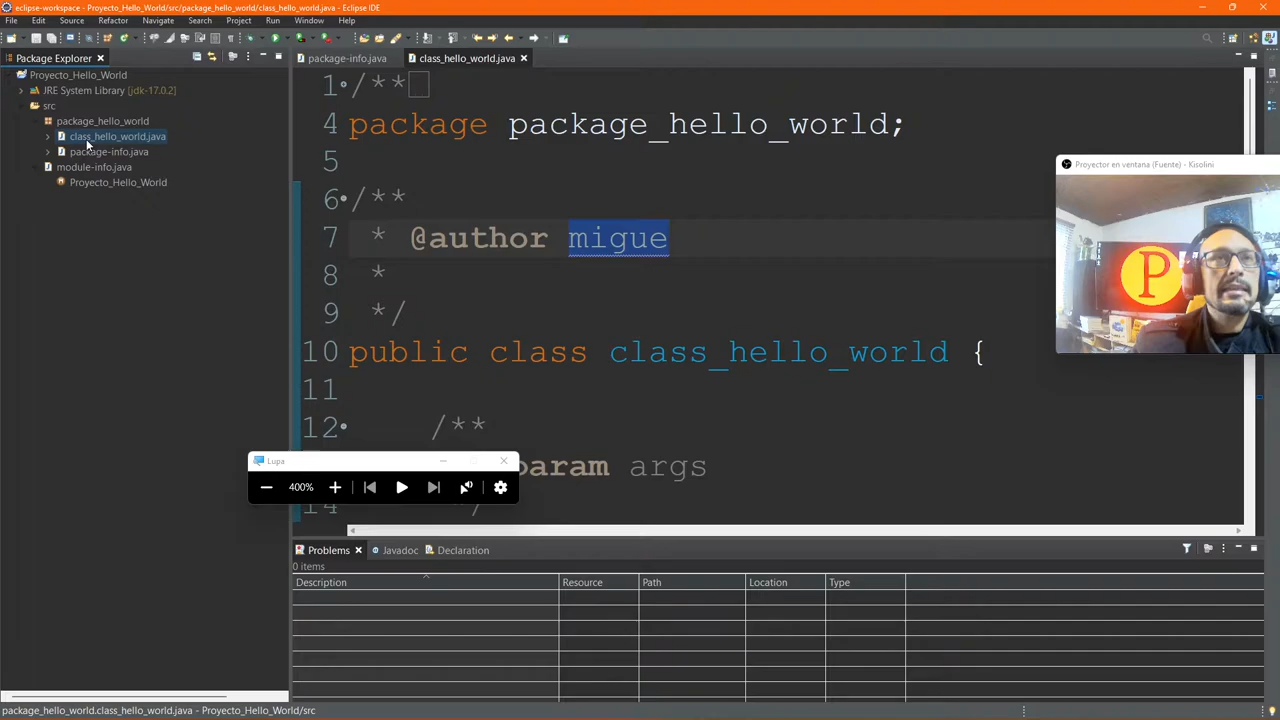 eclipse-workspace - Proyecto_Hello_World/src/package_hello_world/class_hello_world.java - Eclipse IDE
File Edit Source Refactor Navigate Search Project Run Window Help
Package Explorer
package-info.java class_hello_world.java
Proyecto_Hello_World
JRE System Library [jdk-17.0.2]
src
package_hello_world
class_hello_world.java
package-info.java
module-info.java
Proyecto_Hello_World
1 /**
4 package package_hello_world;
5
6 /**
7 * @author migue
8 *
9 */
10 public class class_hello_world {
11
12 /**
param args
14 */
Proyector en ventana (Fuente) - Kisolini
P
Lupa
400%
Problems Javadoc Declaration
0 items
Description Resource Path Location Type
package_hello_world.class_hello_world.java - Proyecto_Hello_World/src